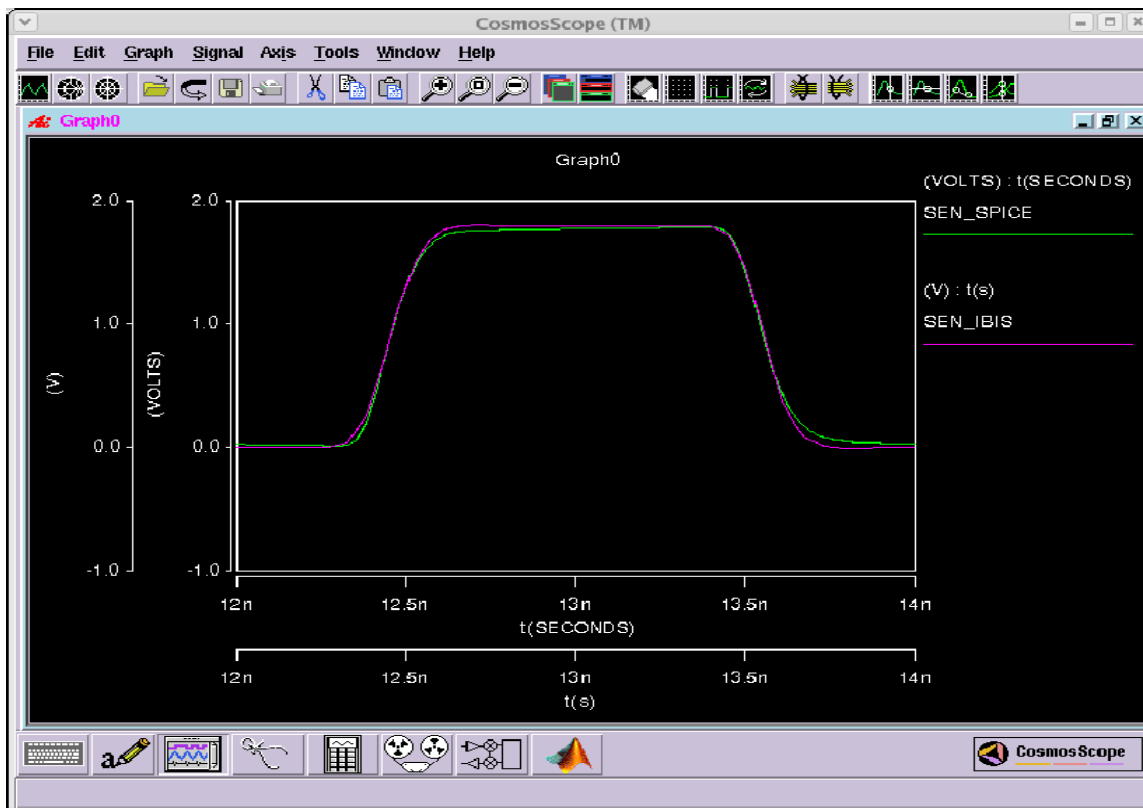 CosmosScope (TM)
File Edit Graph Signal Axis Tools Window Help
Graph0
Graph0
(VOLTS) : t(SECONDS)
SEN_SPICE
(V) : t(s)
SEN_IBIS
2.0
1.0
0.0
-1.0
(V)
2.0
1.0
0.0
-1.0
(VOLTS)
12n 12.5n 13n 13.5n 14n
t(SECONDS)
12n 12.5n 13n 13.5n 14n
t(s)
a
CosmosScope